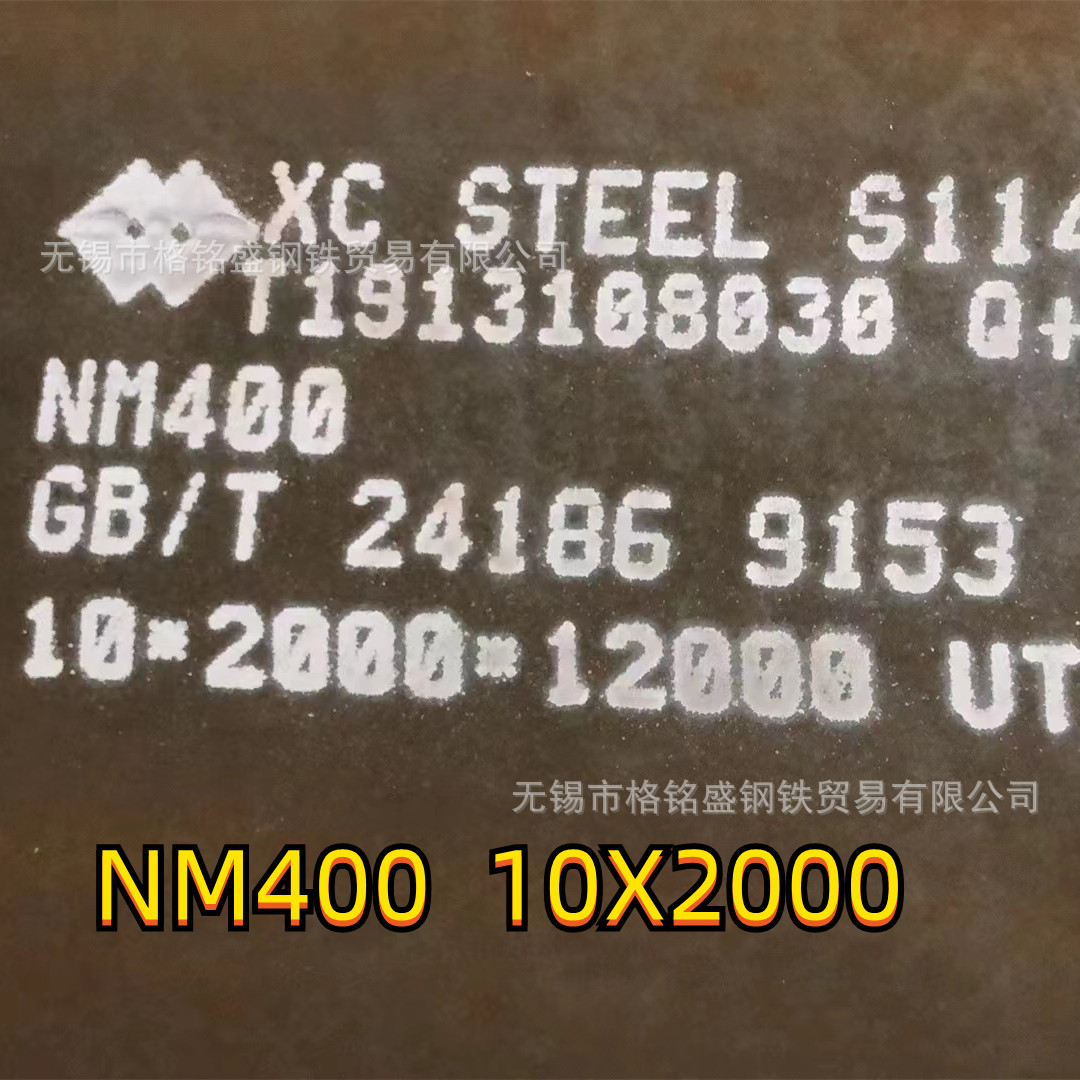 XC STEEL S114
无锡市格铭盛钢铁贸易有限公司
T1913108030 Q+
NM400
GB/T 24186 9153
10*2000*12000 UT
无锡市格铭盛钢铁贸易有限公司
NM400 10X2000